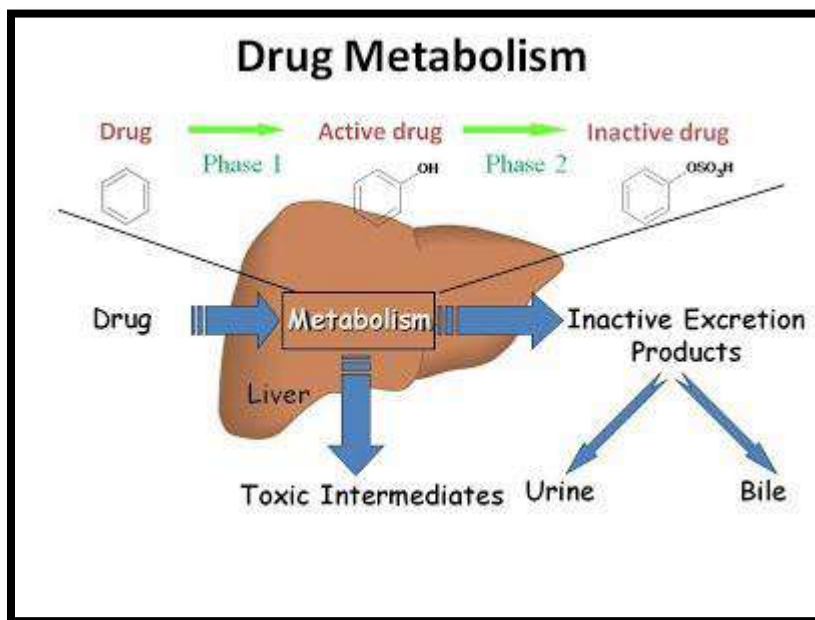 Drug Metabolism
Drug Active drug Inactive drug
Phase 1 Phase 2
OH OSO₃H
Drug Metabolism Inactive Excretion
Products
Liver
Toxic Intermediates Urine Bile